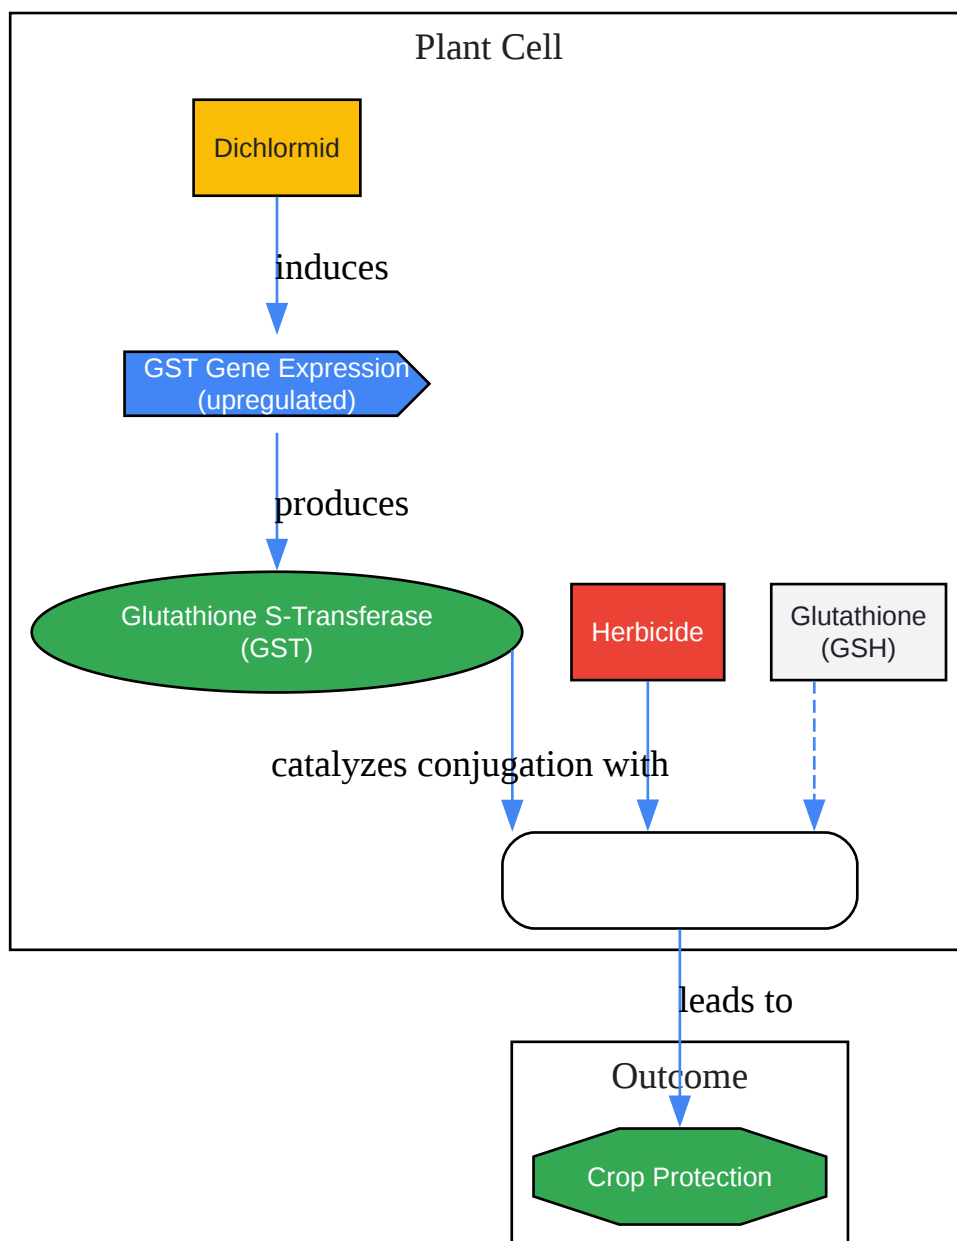 Plant Cell
Dichlormid
induces
GST Gene Expression
(upregulated)
produces
Glutathione S-Transferase
(GST)
Herbicide
Glutathione
(GSH)
catalyzes conjugation with
leads to
Outcome
Crop Protection